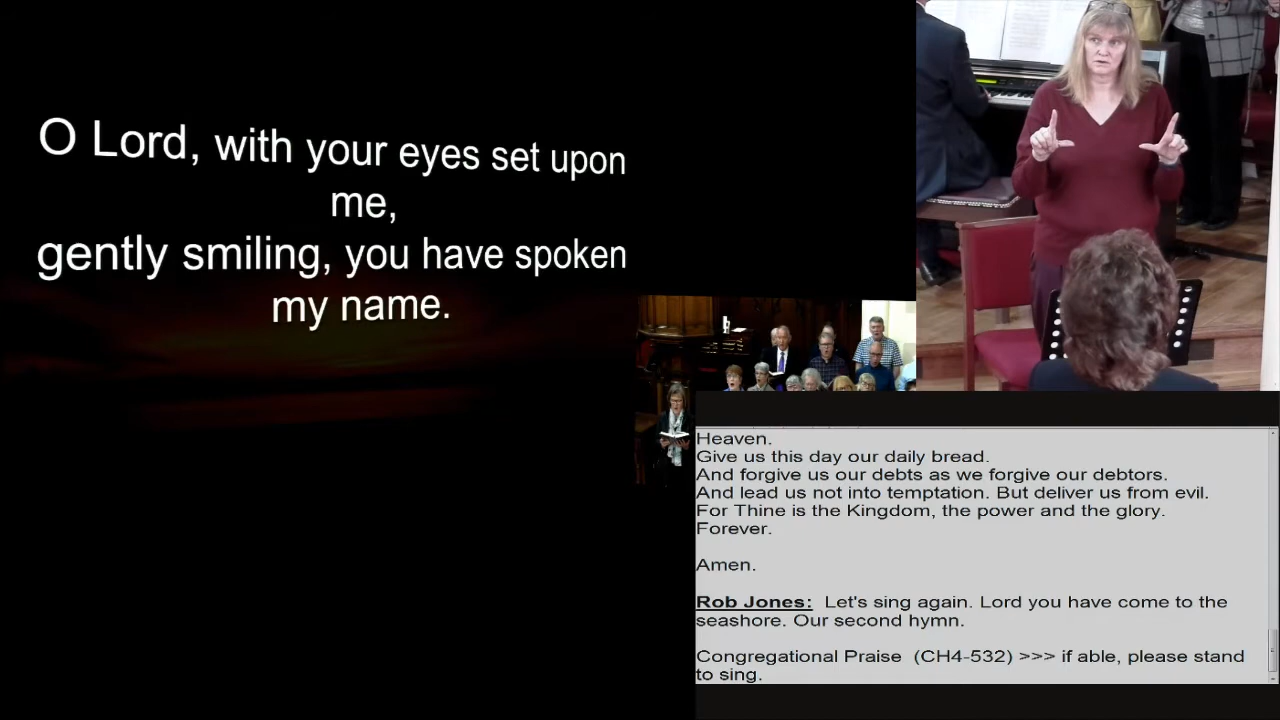 O Lord, with your eyes set upon
me,
gently smiling, you have spoken
my name.
Heaven.
Give us this day our daily bread.
And forgive us our debts as we forgive our debtors.
And lead us not into temptation. But deliver us from evil.
For Thine is the Kingdom, the power and the glory.
Forever.
Amen.
Rob Jones: Let's sing again. Lord you have come to the
seashore. Our second hymn.
Congregational Praise (CH4-532) >>> if able, please stand
to sing.